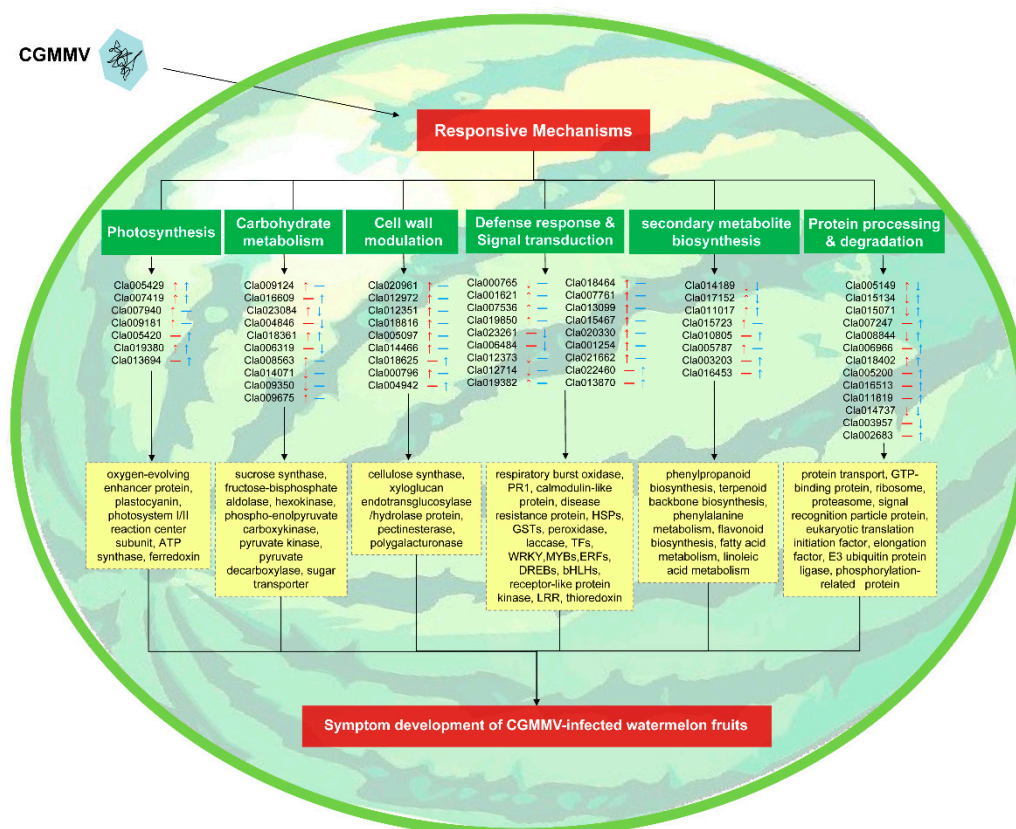 CGMMV
Responsive Mechanisms
Photosynthesis
Cla005429 ↑ ↑
Cla007419 ↑ ↑
Cla007940 ↑ —
Cla009181 — ↑
Cla005420 — ↑
Cla019380 ↑ ↑
Cla013694 — ↑
oxygen-evolving
enhancer protein,
plastocyanin,
photosystem I/II
reaction center
subunit, ATP
synthase, ferredoxin
Carbohydrate
metabolism
Cla009124 ↑ —
Cla016609 — ↑
Cla023084 ↑ ↓
Cla004846 — ↓
Cla018361 ↑ ↑
Cla006319 — ↓
Cla008563
Cla014071
Cla009350
Cla009675
sucrose synthase,
fructose-bisphosphate
aldolase, hexokinase,
phospho-enolpyruvate
carboxykinase,
pyruvate kinase,
pyruvate
decarboxylase, sugar
transporter
Cell wall
modulation
Cla020961 ↑ —
Cla012972 ↑ —
Cla012351 ↑ —
Cla018816 ↑ —
Cla005097 ↑ —
Cla014466 ↑ —
Cla018625 ↑ ↑
Cla000796 ↑ —
Cla004942 — ↑
cellulose synthase,
xyloglucan
endotransglucosylase
/hydrolase protein,
pectinesterase,
polygalacturonase
Defense response &
Signal transduction
Cla000765
Cla001621
Cla007536
Cla019850
Cla023261 — ↓
Cla006484
Cla012373
Cla012714
Cla019382
Cla018464 ↑ —
Cla007761 ↑ —
Cla013099 ↑ —
Cla015467 ↑ —
Cla020330 ↑ —
Cla001254 ↑ —
Cla021662 ↑ —
Cla022460 — ↑
Cla013870 — ↑
respiratory burst oxidase,
PR1, calmodulin-like
protein, disease
resistance protein, HSPs,
GSTs, peroxidase,
laccase, TFs,
WRKY,MYBs,ERFs,
DREBs, bHLHs,
receptor-like protein
kinase, LRR, thioredoxin
secondary metabolite
biosynthesis
Cla014189
Cla017152 ↑ ↓
Cla011017 ↑ ↑
Cla015723 ↑ —
Cla010805 — ↑
Cla005787 ↑ ↑
Cla003203 — ↑
Cla016453 — ↑
phenylpropanoid
biosynthesis, terpenoid
backbone biosynthesis,
phenylalanine
metabolism, flavonoid
biosynthesis, fatty acid
metabolism, linoleic
acid metabolism
Protein processing
& degradation
Cla005149 ↑ ↑
Cla015134 ↓ ↑
Cla015071 ↓ ↑
Cla007247 — ↑
Cla008844 ↓ ↓
Cla006966 — ↑
Cla018402 ↑ ↑
Cla005200 — ↑
Cla016513 — ↑
Cla011819 — ↑
Cla014737 ↓ ↓
Cla003957 — ↓
Cla002683 — ↑
protein transport, GTP-
binding protein, ribosome,
proteasome, signal
recognition particle protein,
eukaryotic translation
initiation factor, elongation
factor, E3 ubiquitin protein
ligase, phosphorylation-
related protein
Symptom development of CGMMV-infected watermelon fruits